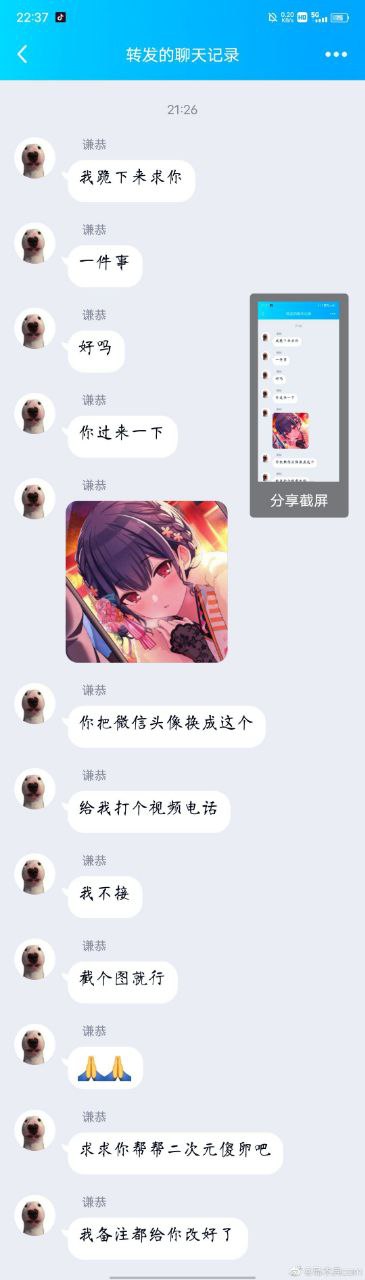 22:37
0.20
K/s
HD
5G
转发的聊天记录
21:26
谦恭
我跪下来求你
谦恭
一件事
谦恭
好吗
谦恭
你过来一下
谦恭
分享截屏
谦恭
你把微信头像换成这个
谦恭
给我打个视频电话
谦恭
我不接
谦恭
截个图就行
谦恭
🙏🙏
谦恭
求求你帮帮二次元傻卵吧
谦恭
我备注都给你改好了